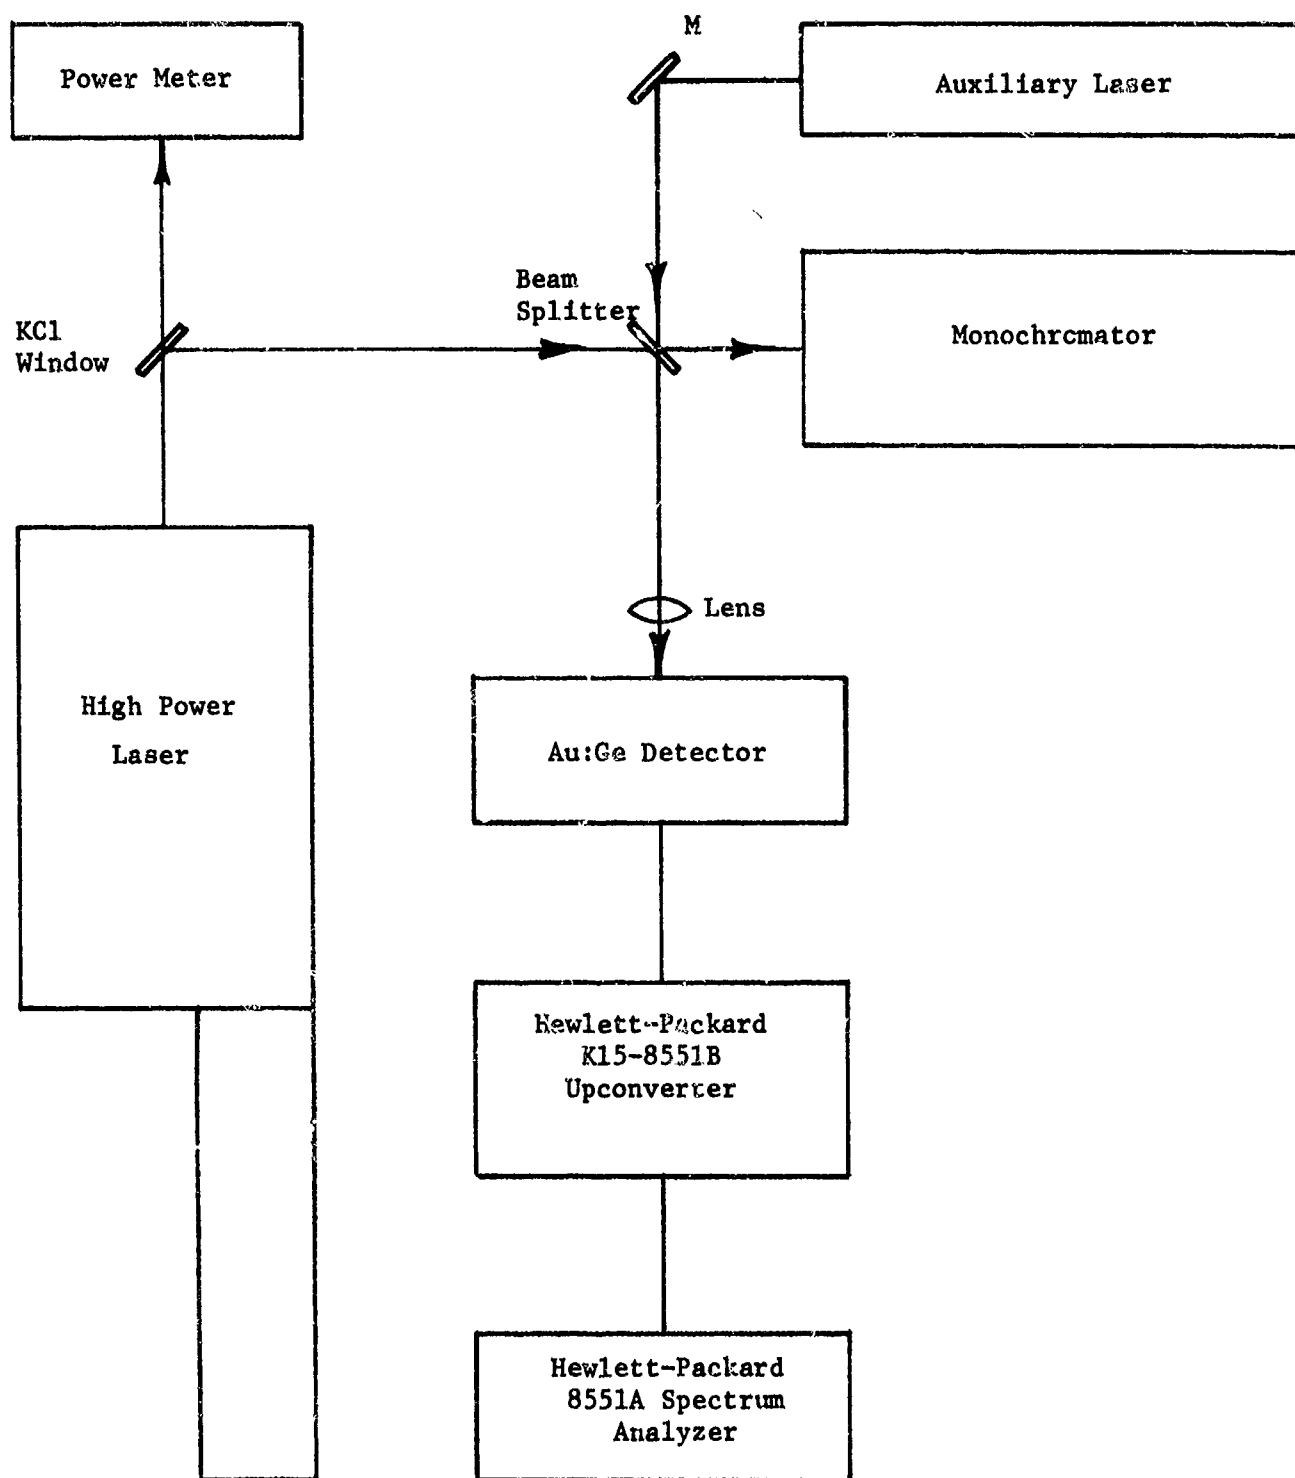 M
Power Meter
Auxiliary Laser
Beam
Splitter
KCl
Window
Monochromator
Lens
High Power
Laser
Au:Ge Detector
Hewlett-Packard
K15-8551B
Upconverter
Hewlett-Packard
8551A Spectrum
Analyzer